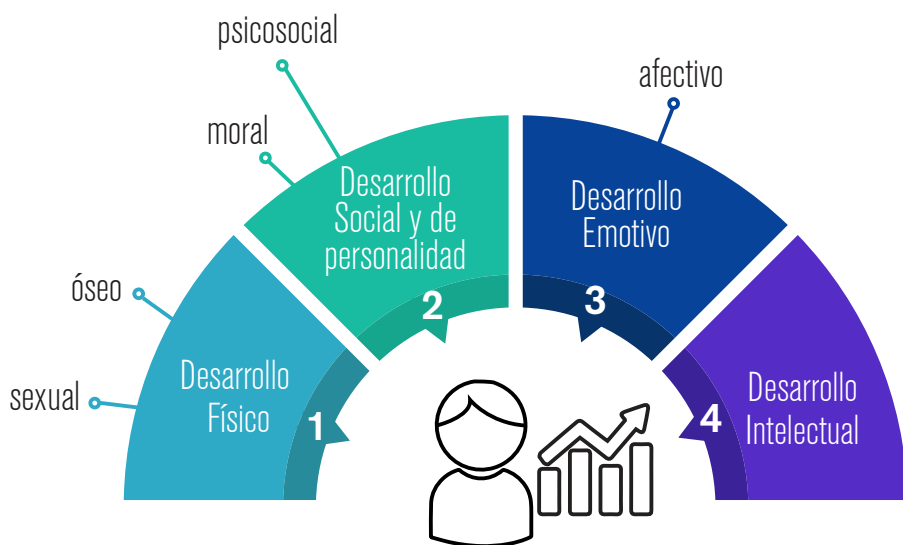 psicosocial
moral
afectivo
óseo
sexual
Desarrollo
Físico
1
Desarrollo
Social y de
personalidad
2
Desarrollo
Emotivo
3
Desarrollo
Intelectual
4